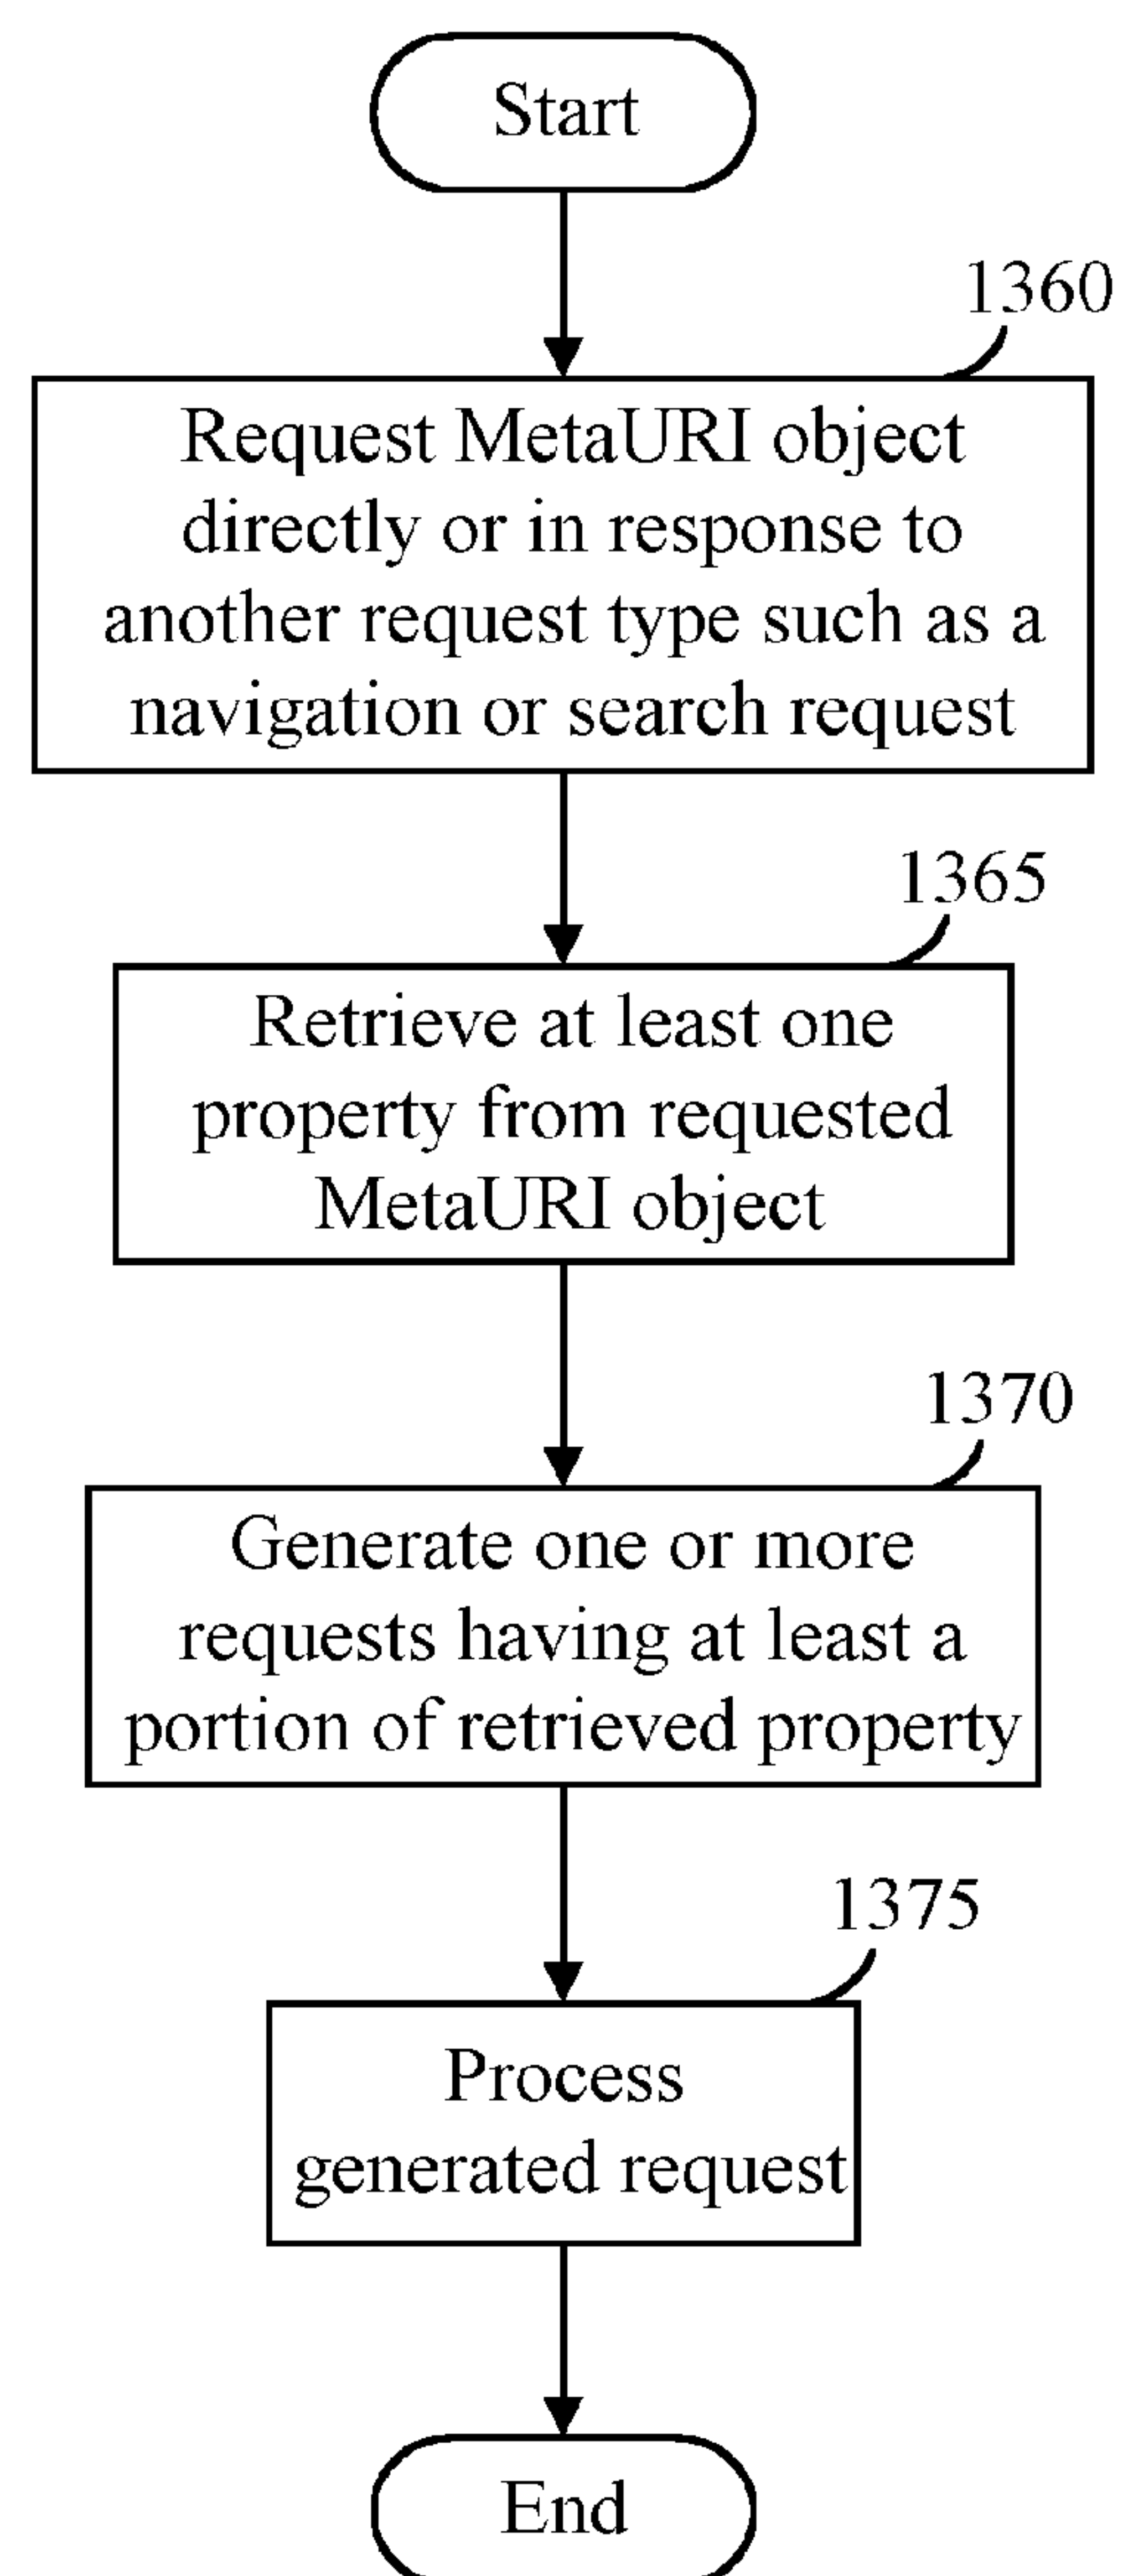 Start
1360
Request MetaURI object
directly or in response to
another request type such as a
navigation or search request
1365
Retrieve at least one
property from requested
MetaURI object
1370
Generate one or more
requests having at least a
portion of retrieved property
1375
Process
generated request
End